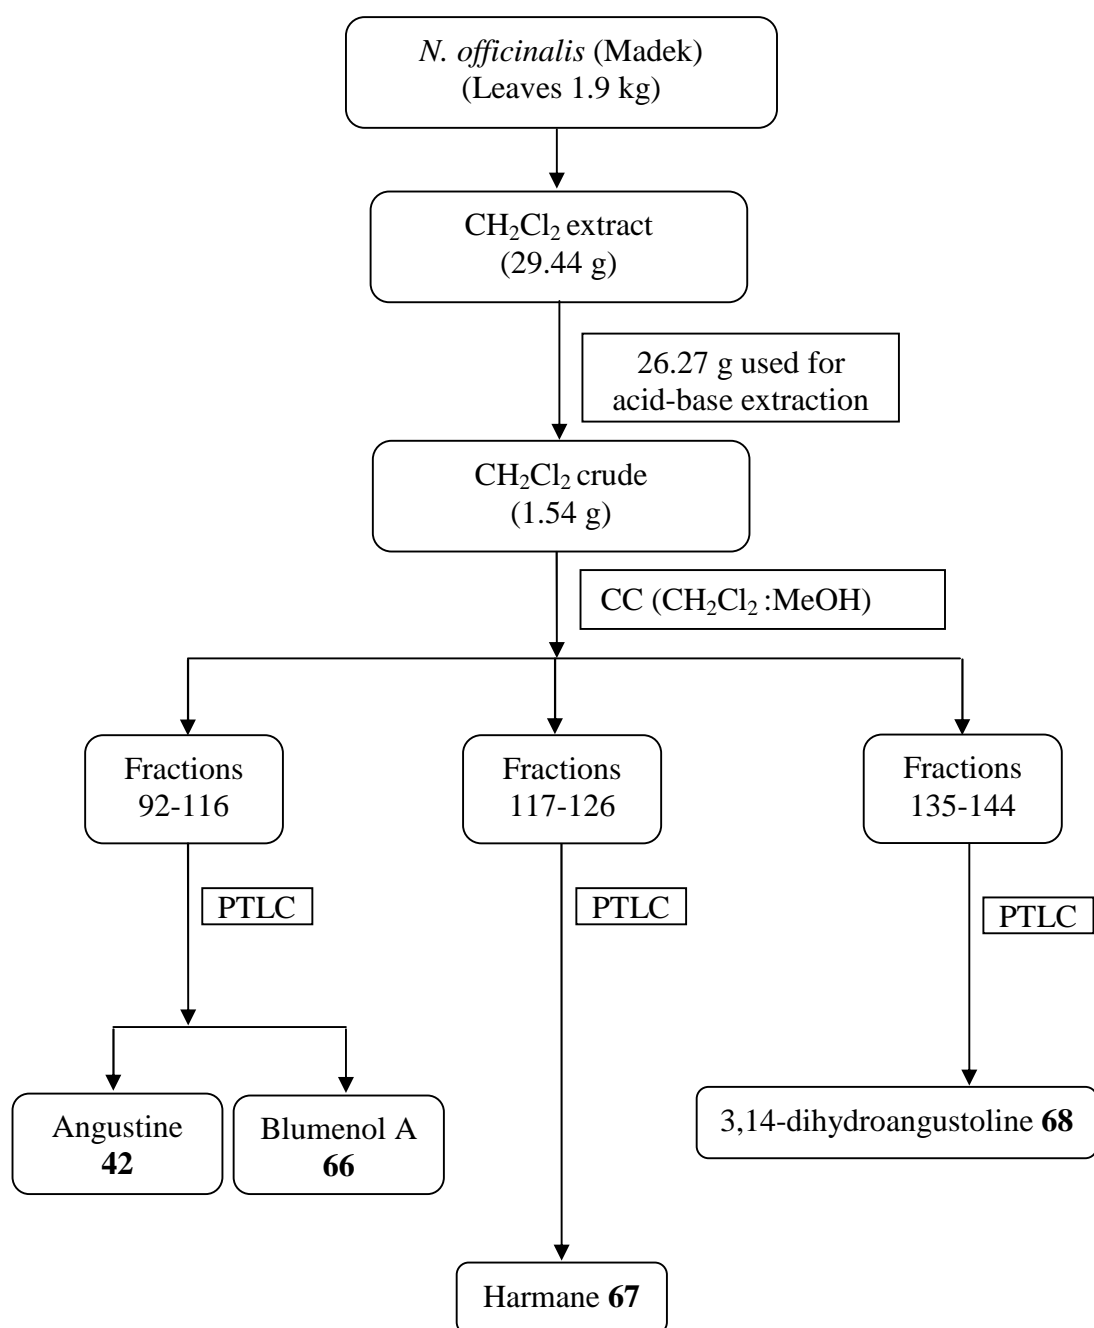 N. officinalis (Madek)
(Leaves 1.9 kg)
CH₂Cl₂ extract
(29.44 g)
26.27 g used for
acid-base extraction
CH₂Cl₂ crude
(1.54 g)
CC (CH₂Cl₂ :MeOH)
Fractions
92-116
Fractions
117-126
Fractions
135-144
PTLC
PTLC
PTLC
Angustine
42
Blumenol A
66
3,14-dihydroangustoline 68
Harmane 67